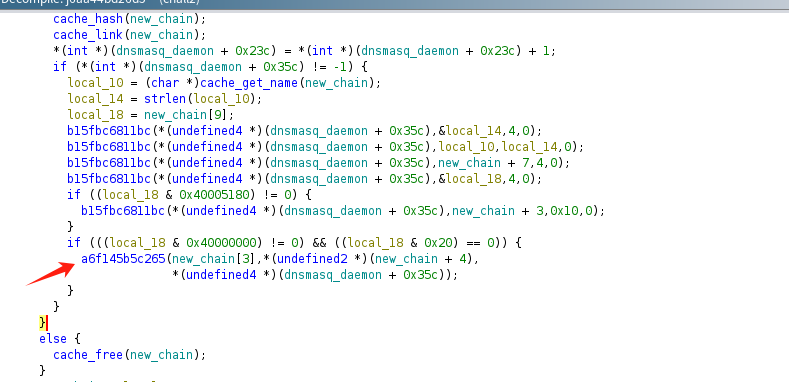 cache_hash(new_chain);
cache_link(new_chain);
*(int *)(dnsmasq_daemon + 0x23c) = *(int *)(dnsmasq_daemon + 0x23c) + 1;
if (*(int *)(dnsmasq_daemon + 0x35c) != -1) {
local_10 = (char *)cache_get_name(new_chain);
local_14 = strlen(local_10);
local_18 = new_chain[9];
b15fbc6811bc(*(undefined4 *)(dnsmasq_daemon + 0x35c),&local_14,4,0);
b15fbc6811bc(*(undefined4 *)(dnsmasq_daemon + 0x35c),local_10,local_14,0);
b15fbc6811bc(*(undefined4 *)(dnsmasq_daemon + 0x35c),new_chain + 7,4,0);
b15fbc6811bc(*(undefined4 *)(dnsmasq_daemon + 0x35c),&local_18,4,0);
if ((local_18 & 0x40005180) != 0) {
b15fbc6811bc(*(undefined4 *)(dnsmasq_daemon + 0x35c),new_chain + 3,0x10,0);
}
if (((local_18 & 0x40000000) != 0) && ((local_18 & 0x20) == 0)) {
a6f145b5c265(new_chain[3],*(undefined2 *)(new_chain + 4),
*(undefined4 *)(dnsmasq_daemon + 0x35c));
}
}
}
else {
cache_free(new_chain);
}